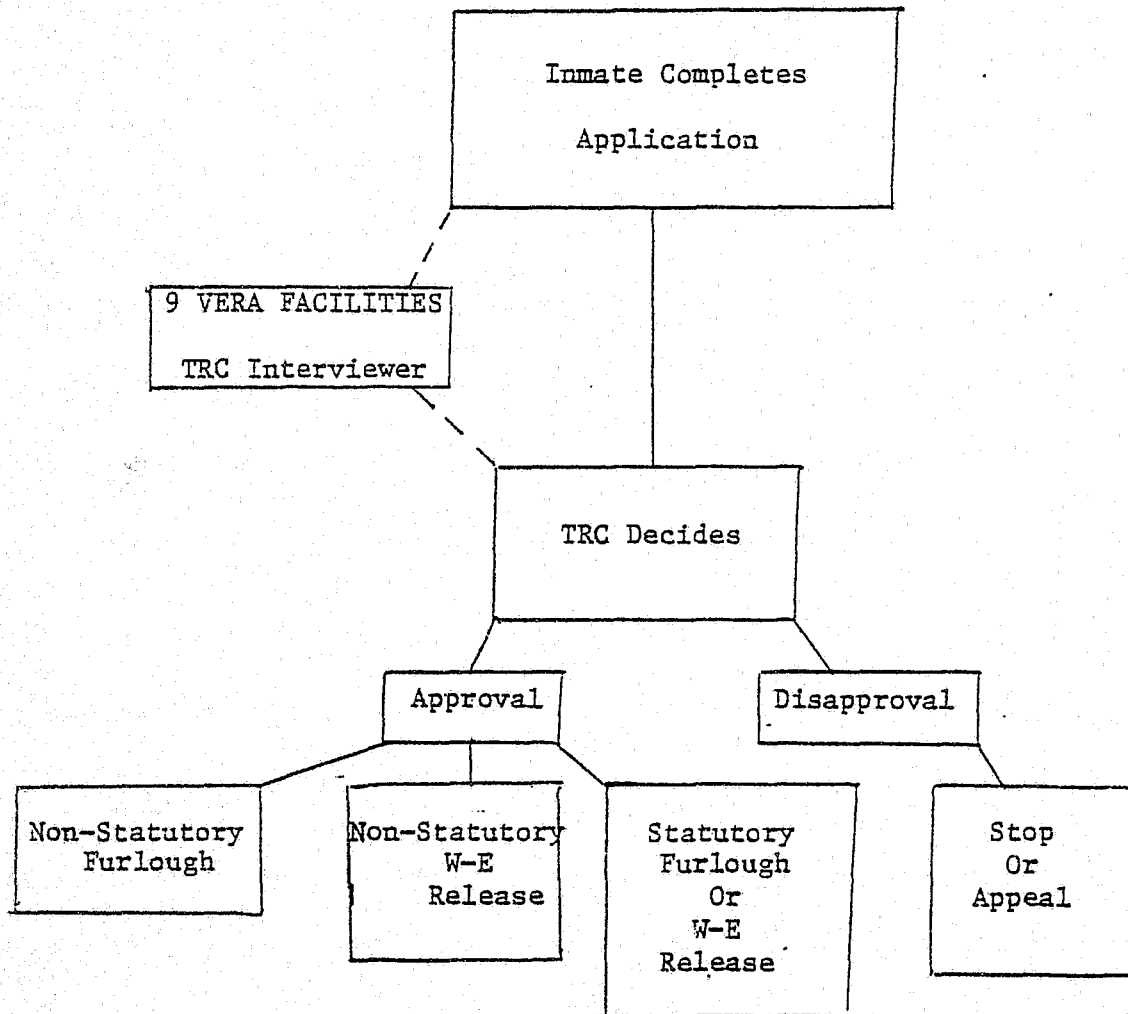 Inmate Completes
Application
9 VERA FACILITIES
TRC Interviewer
TRC Decides
Approval
Disapproval
Non-Statutory
Furlough
Non-Statutory
W-E
Release
Statutory
Furlough
Or
W-E
Release
Stop
Or
Appeal